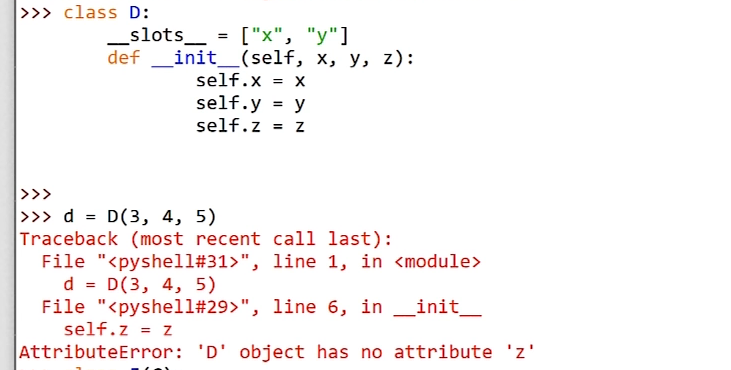 >>> class D:
        __slots__ = ["x", "y"]
        def __init__(self, x, y, z):
                self.x = x
                self.y = y
                self.z = z
>>>
>>> d = D(3, 4, 5)
Traceback (most recent call last):
  File "<pyshell#31>", line 1, in <module>
    d = D(3, 4, 5)
  File "<pyshell#29>", line 6, in __init__
    self.z = z
AttributeError: 'D' object has no attribute 'z'